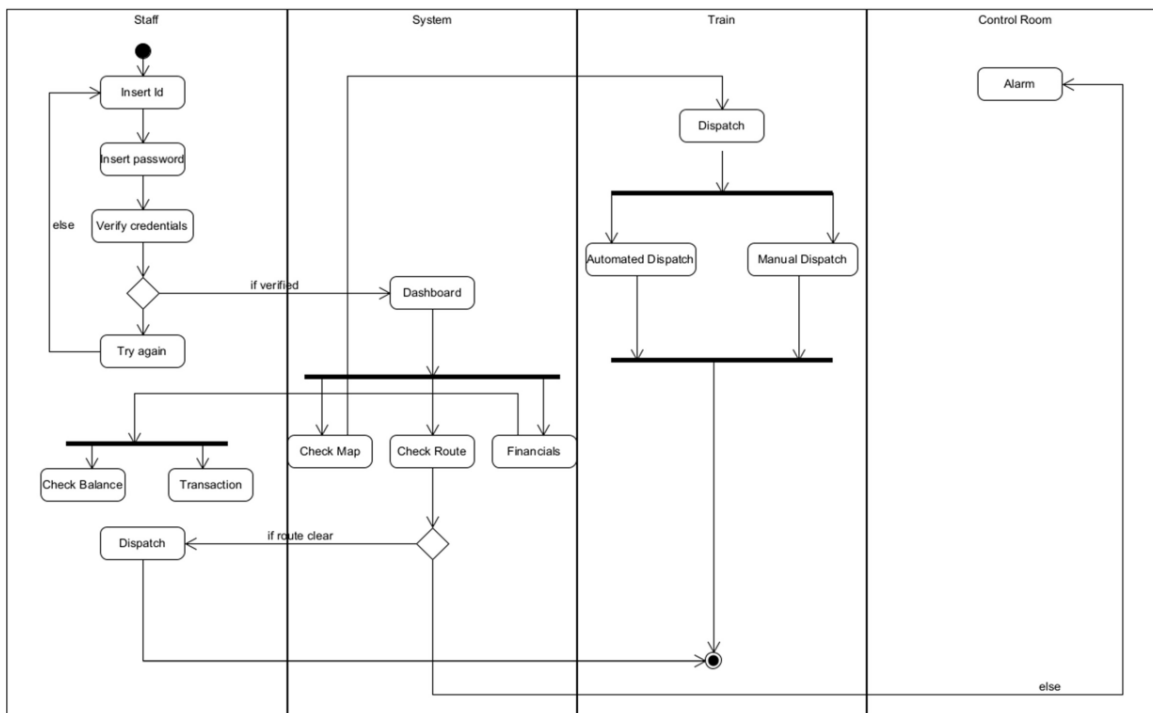 Staff
System
Train
Control Room
Insert Id
Alarm
Dispatch
Insert password
Verify credentials
else
Automated Dispatch
Manual Dispatch
if verified
Dashboard
Try again
Check Map
Check Route
Financials
Check Balance
Transaction
Dispatch
if route clear
else